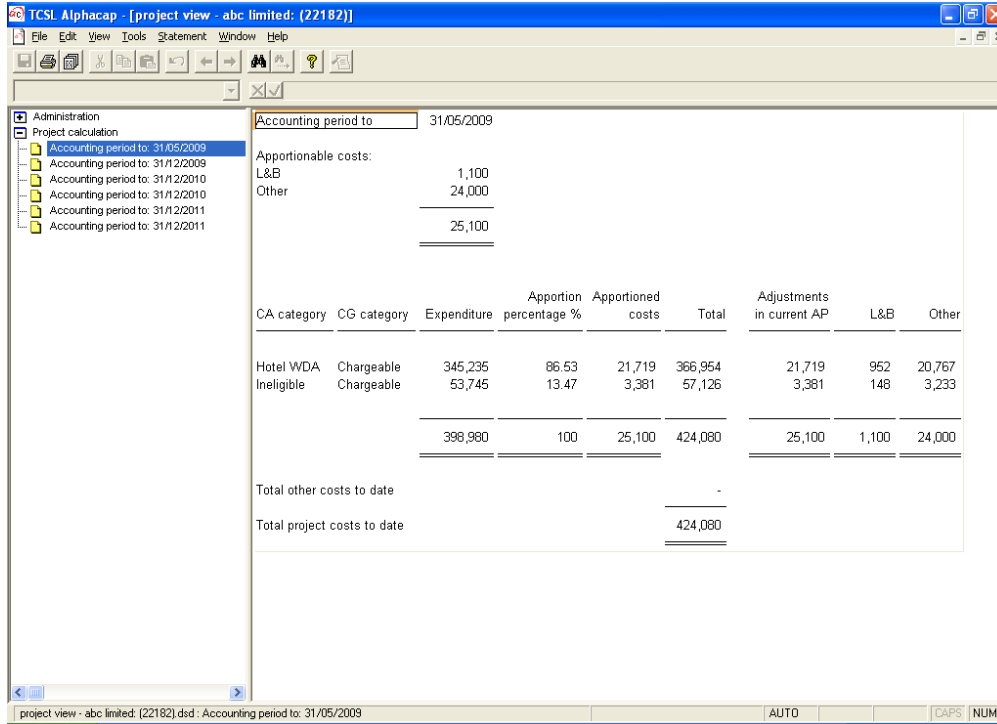 TCSL Alphacap - [project view - abc limited: (22182)]
File Edit View Tools Statement Window Help
Administration
Project calculation
Accounting period to: 31/05/2009
Accounting period to: 31/12/2009
Accounting period to: 31/12/2010
Accounting period to: 31/12/2010
Accounting period to: 31/12/2011
Accounting period to: 31/12/2011
Accounting period to 31/05/2009
Apportionable costs:
L&B 1,100
Other 24,000
25,100
Apportion Apportioned Adjustments
CA category CG category Expenditure percentage % costs Total in current AP L&B Other
Hotel WDA Chargeable 345,235 86.53 21,719 366,954 21,719 952 20,767
Ineligible Chargeable 53,745 13.47 3,381 57,126 3,381 148 3,233
398,980 100 25,100 424,080 25,100 1,100 24,000
Total other costs to date -
Total project costs to date 424,080
project view - abc limited: (22182).dsd : Accounting period to: 31/05/2009 AUTO CAPS NUM